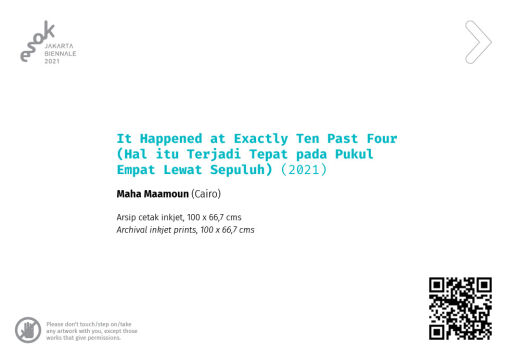 esok
JAKARTA
BIENNALE
2021
It Happened at Exactly Ten Past Four
(Hal itu Terjadi Tepat pada Pukul
Empat Lewat Sepuluh) (2021)
Maha Maamoun (Cairo)
Arsip cetak inkjet, 100 x 66,7 cms
Archival inkjet prints, 100 x 66,7 cms
Please don't touch/step on/take
any artwork with you, except those
works that give permissions.